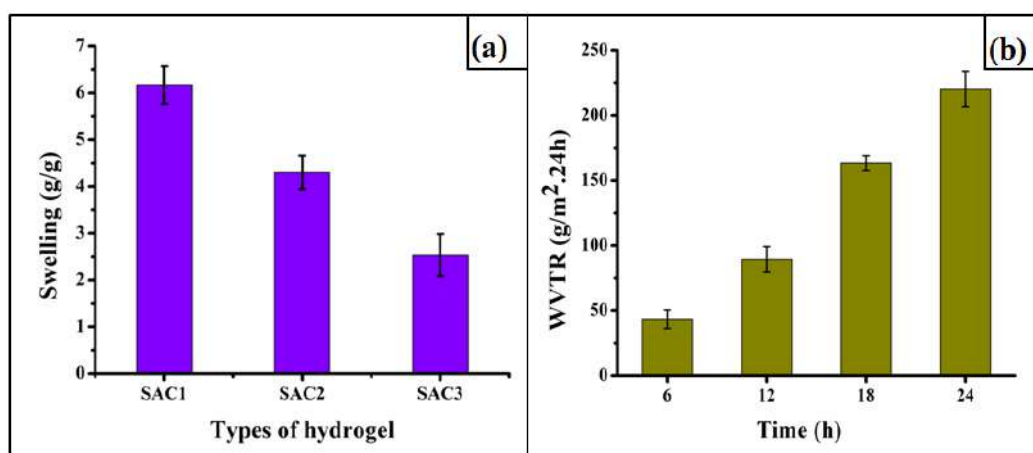 (a)
7
6
5
4
3
2
1
0
Swelling (g/g)
SAC1 SAC2 SAC3
Types of hydrogel
(b)
250
200
150
100
50
0
WVTR (g/m².24h)
6 12 18 24
Time (h)